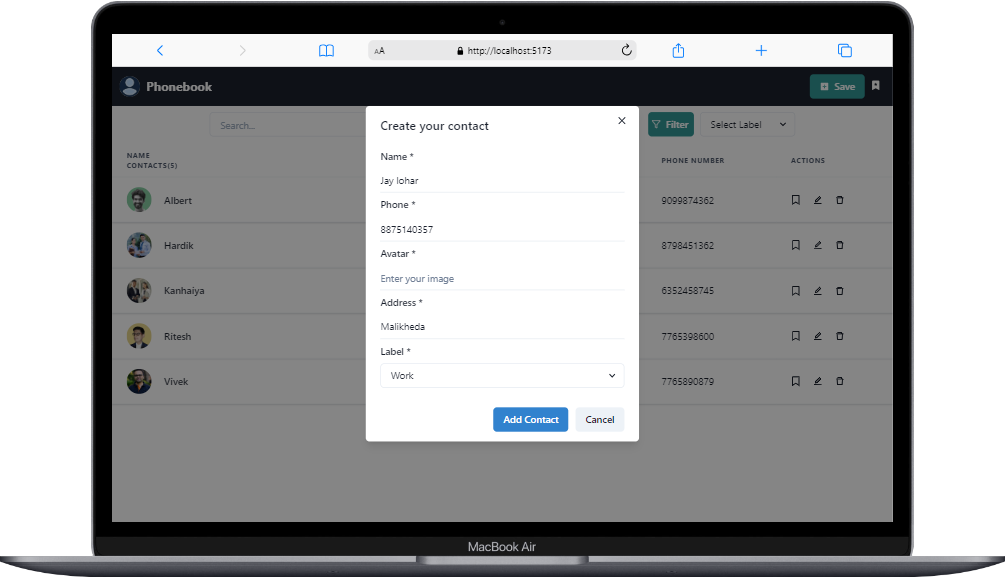 AA http://localhost:5173
Phonebook
Save
Search...
Filter
Select Label
NAME
CONTACTS(5)
PHONE NUMBER
ACTIONS
Albert
9099874362
Hardik
8798451362
Kanhaiya
6352458745
Ritesh
7765398600
Vivek
7765890879
Create your contact
Name *
Jay lohar
Phone *
8875140357
Avatar *
Enter your image
Address *
Malikheda
Label *
Work
Add Contact
Cancel
MacBook Air